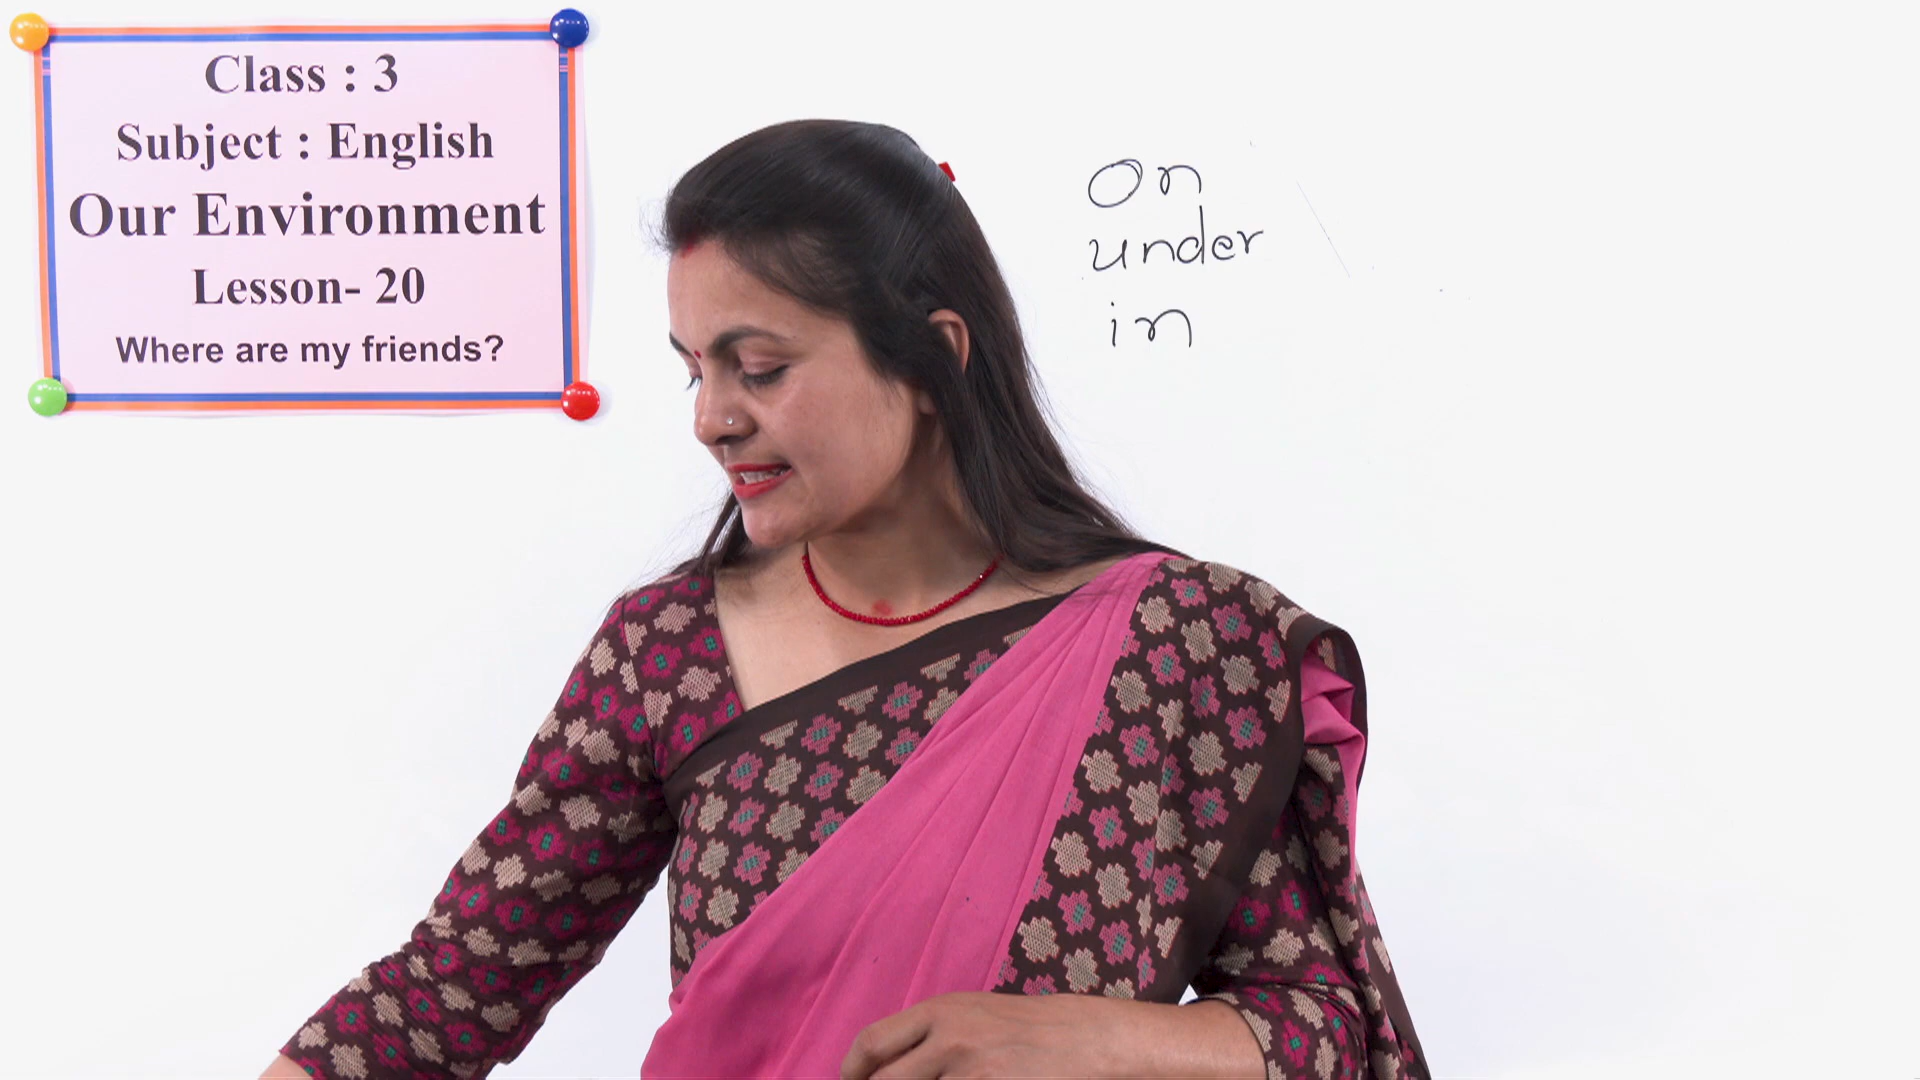 Class : 3
Subject : English
Our Environment
Lesson- 20
Where are my friends?
On
under
in